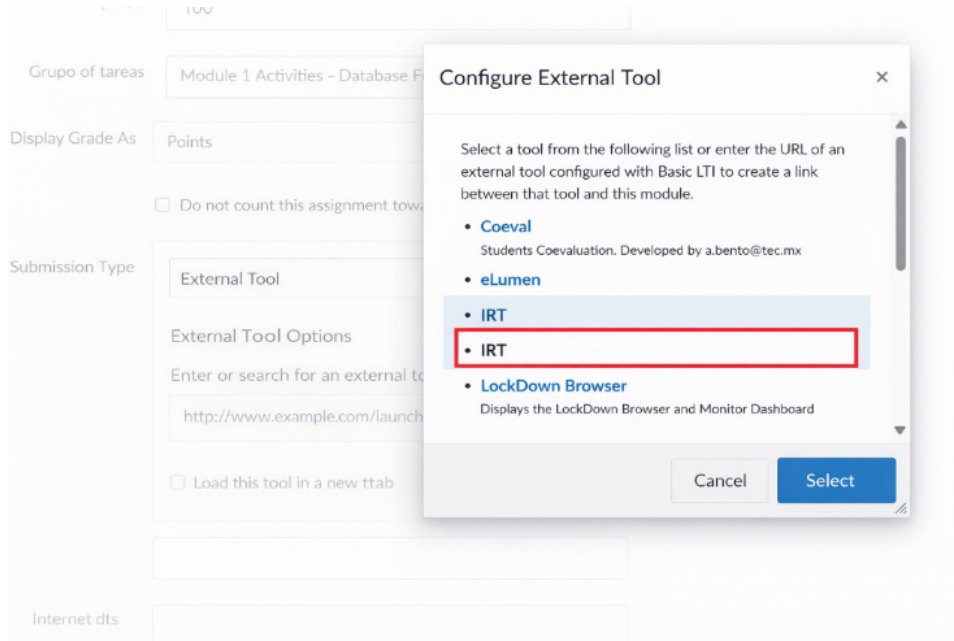 100
Grupo of tareas
Module 1 Activities - Database F
Display Grade As
Points
Do not count this assignment towa
Submission Type
External Tool
External Tool Options
Enter or search for an external to
http://www.example.com/launch
Load this tool in a new ttab
Internet dts
Configure External Tool
×
Select a tool from the following list or enter the URL of an
external tool configured with Basic LTI to create a link
between that tool and this module.
• Coeval
Students Coevaluation. Developed by a.bento@tec.mx
• eLumen
• IRT
• IRT
• LockDown Browser
Displays the LockDown Browser and Monitor Dashboard
Cancel
Select